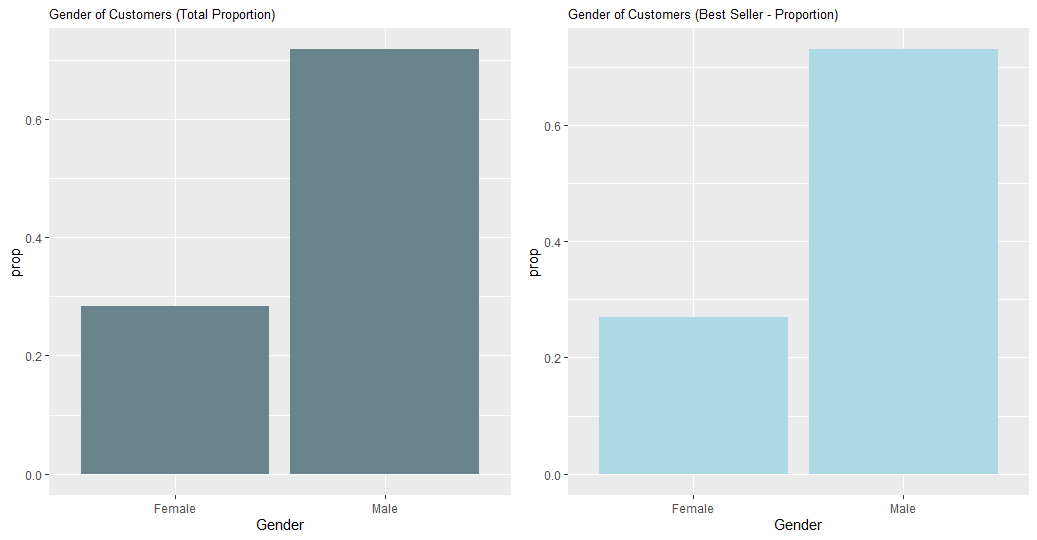 Gender of Customers (Total Proportion)
prop
0.6
0.4
0.2
0.0
Female Male
Gender
Gender of Customers (Best Seller - Proportion)
prop
0.6
0.4
0.2
0.0
Female Male
Gender